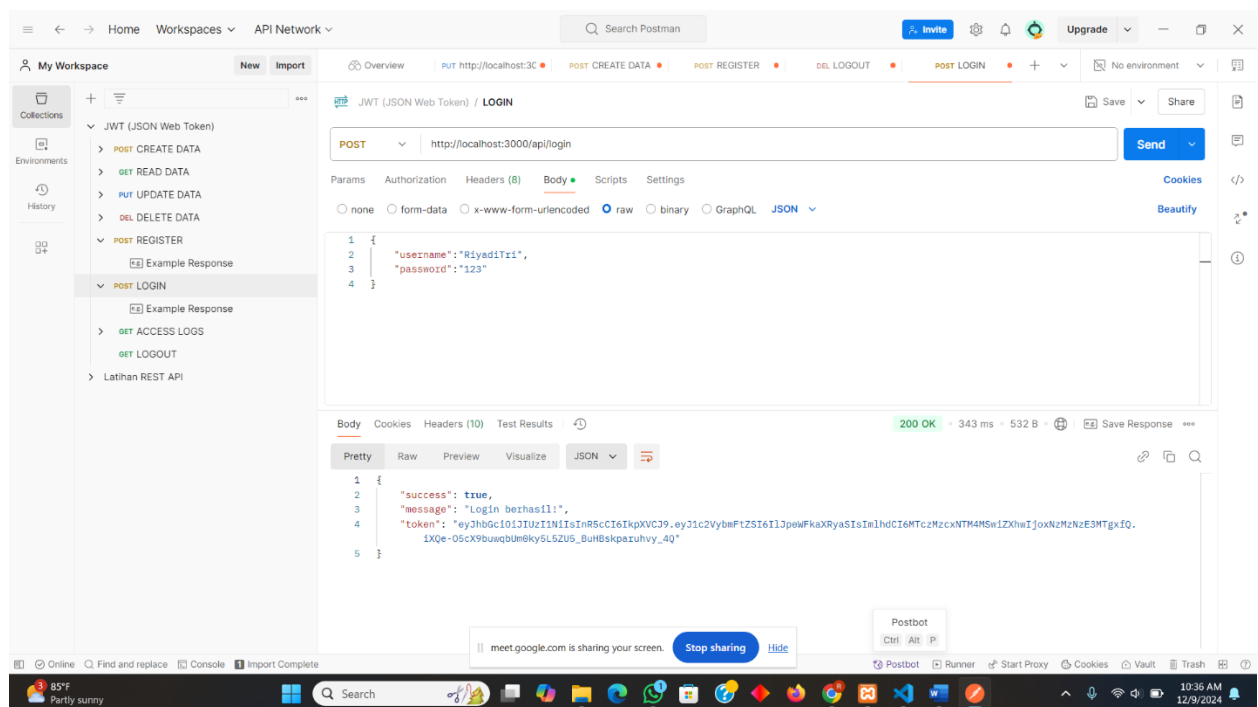 Home Workspaces API Network Search Postman Invite Upgrade
My Workspace New Import Overview PUT http://localhost:3C POST CREATE DATA POST REGISTER DEL LOGOUT POST LOGIN No environment
Collections
Environments
History
JWT (JSON Web Token)
POST CREATE DATA
GET READ DATA
PUT UPDATE DATA
DEL DELETE DATA
POST REGISTER
e.g. Example Response
POST LOGIN
e.g. Example Response
GET ACCESS LOGS
GET LOGOUT
Latihan REST API
HTTP JWT (JSON Web Token) / LOGIN Save Share
POST http://localhost:3000/api/login Send
Params Authorization Headers (8) Body Scripts Settings Cookies
none form-data x-www-form-urlencoded raw binary GraphQL JSON Beautify
1 {
2 "username":"RiyadiTri",
3 "password":"123"
4 }
Body Cookies Headers (10) Test Results 200 OK 343 ms 532 B e.g. Save Response
Pretty Raw Preview Visualize JSON
1 {
2 "success": true,
3 "message": "Login berhasil!",
4 "token": "eyJhbGciOiJIUzI1NiIsInR5cCI6IkpXVCJ9.eyJ1c2VybmFtZSI6IlJpeWFkaXRyaSIsImlhdCI6MTczMzcxNTM4MSwiZXhwIjoxNzMzNzE3MTgxfQ.
iXQe-O5cX9buwqbUm0ky5L5ZU5_BuHBskparuhvy_4Q"
5 }
Postbot
Ctrl Alt P
meet.google.com is sharing your screen. Stop sharing Hide
Online Find and replace Console Import Complete Postbot Runner Start Proxy Cookies Vault Trash
3 85°F
Partly sunny
Search
10:36 AM
12/9/2024